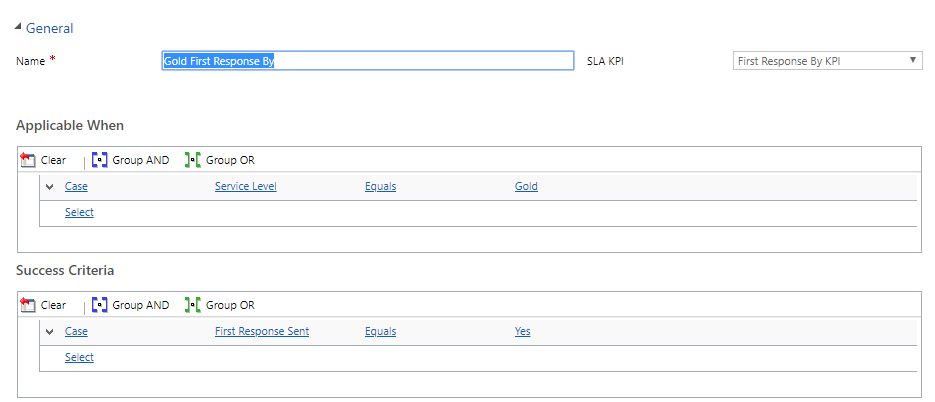 General
Name * Gold First Response By SLA KPI First Response By KPI
Applicable When
Clear Group AND Group OR
Case Service Level Equals Gold
Select
Success Criteria
Clear Group AND Group OR
Case First Response Sent Equals Yes
Select